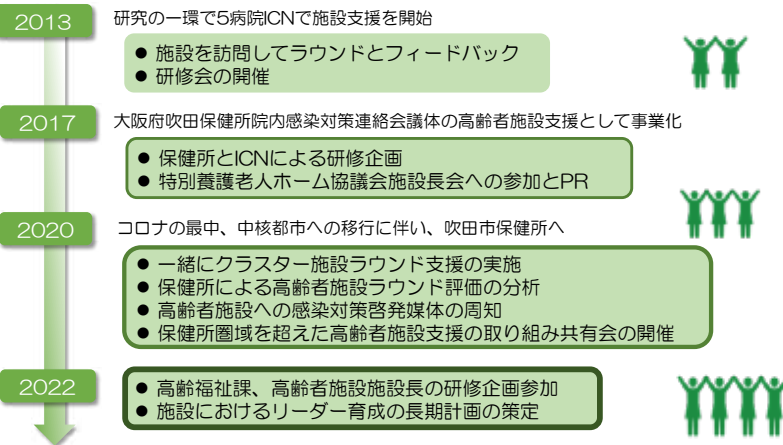 2013
研究の一環で5病院ICNで施設支援を開始
● 施設を訪問してラウンドとフィードバック
● 研修会の開催
2017
大阪府吹田保健所院内感染対策連絡会議体の高齢者施設支援として事業化
● 保健所とICNによる研修企画
● 特別養護老人ホーム協議会施設長会への参加とPR
2020
コロナの最中、中核都市への移行に伴い、吹田市保健所へ
● 一緒にクラスター施設ラウンド支援の実施
● 保健所による高齢者施設ラウンド評価の分析
● 高齢者施設への感染対策啓発媒体の周知
● 保健所圏域を超えた高齢者施設支援の取り組み共有会の開催
2022
● 高齢福祉課、高齢者施設施設長の研修企画参加
● 施設におけるリーダー育成の長期計画の策定